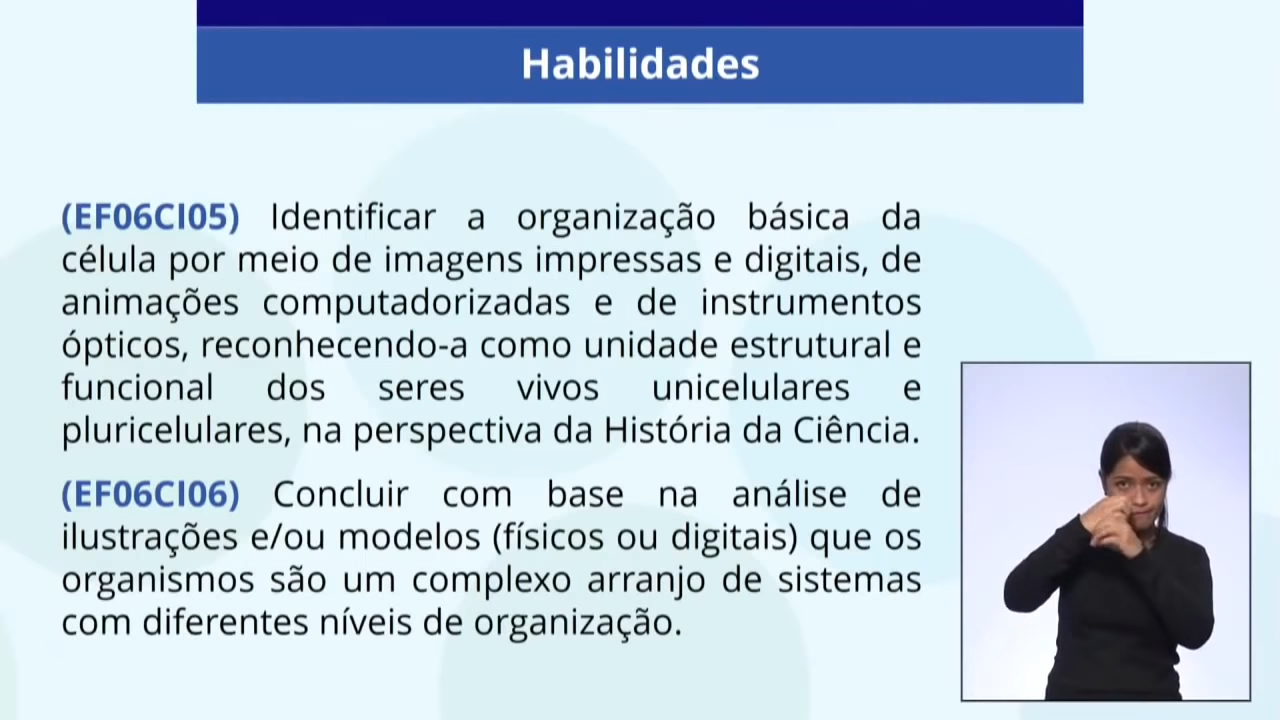 Habilidades
(EF06CI05) Identificar a organização básica da
célula por meio de imagens impressas e digitais, de
animações computadorizadas e de instrumentos
ópticos, reconhecendo-a como unidade estrutural e
funcional dos seres vivos unicelulares e
pluricelulares, na perspectiva da História da Ciência.
(EF06CI06) Concluir com base na análise de
ilustrações e/ou modelos (físicos ou digitais) que os
organismos são um complexo arranjo de sistemas
com diferentes níveis de organização.